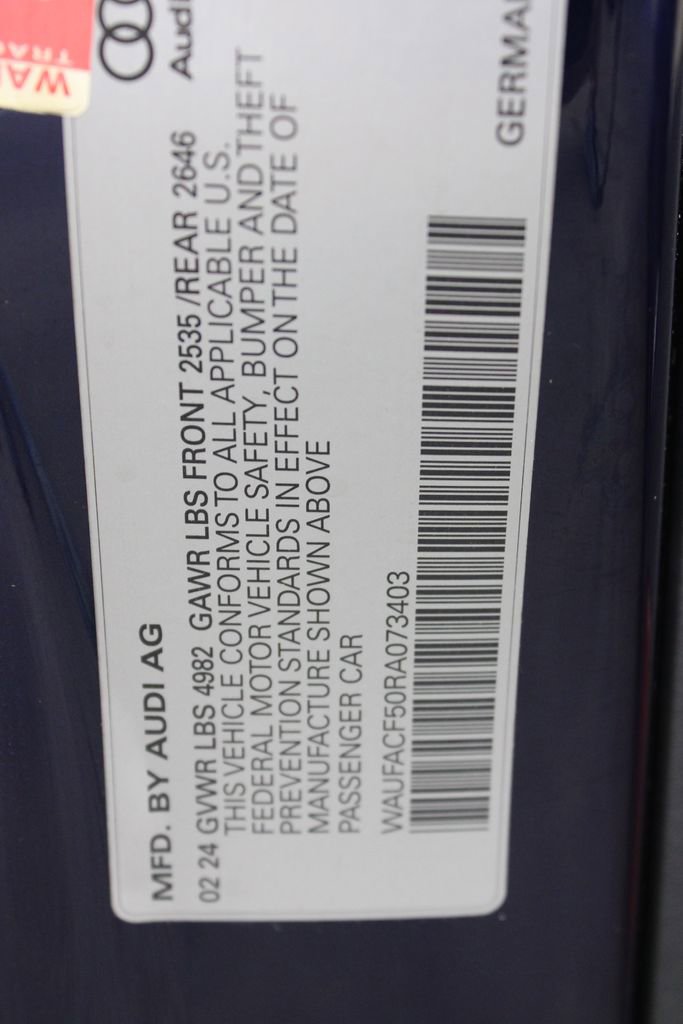 MFD. BY AUDI AG
Audi
02 24 GVWR LBS 4982 GAWR LBS FRONT 2535 /REAR 2646
THIS VEHICLE CONFORMS TO ALL APPLICABLE U.S.
FEDERAL MOTOR VEHICLE SAFETY, BUMPER AND THEFT
PREVENTION STANDARDS IN EFFECT ON THE DATE OF
MANUFACTURE SHOWN ABOVE
PASSENGER CAR
WAUFACF50RA073403